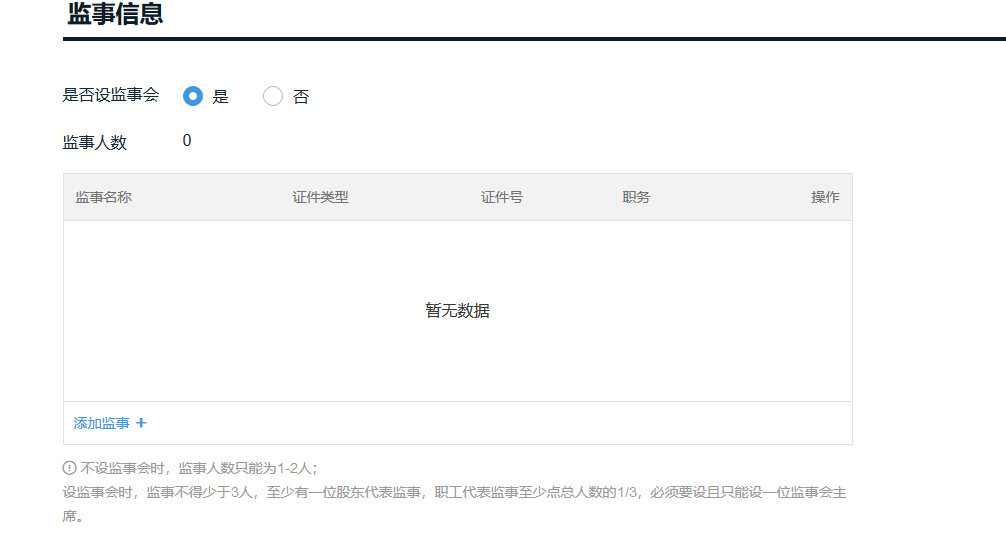 监事信息
是否设监事会 是 否
监事人数 0
监事名称 证件类型 证件号 职务 操作
暂无数据
添加监事 +
不设监事会时，监事人数只能为1-2人；
设监事会时，监事不得少于3人，至少有一位股东代表监事，职工代表监事至少点总人数的1/3，必须要设且只能设一位监事会主
席。